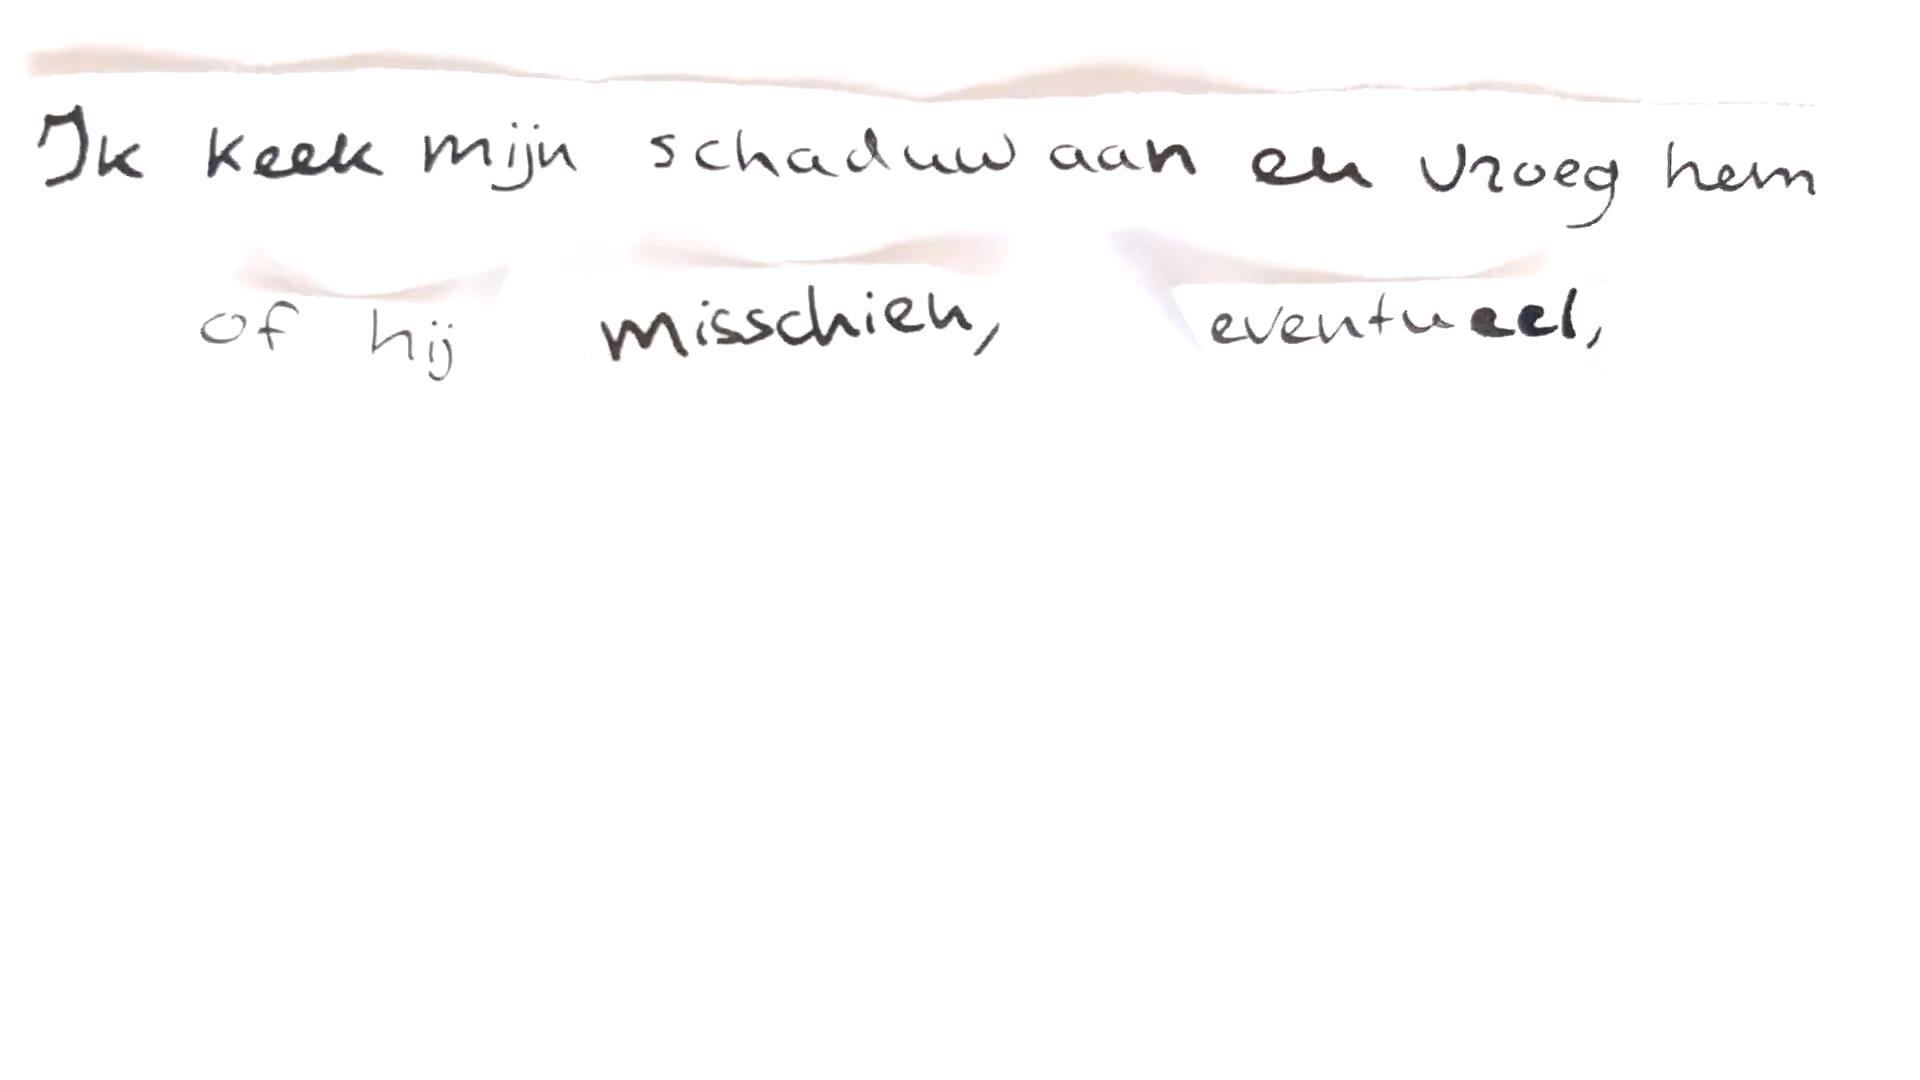 Ik keek mijn schaduw aan en vroeg hem
of hij misschien, eventueel,